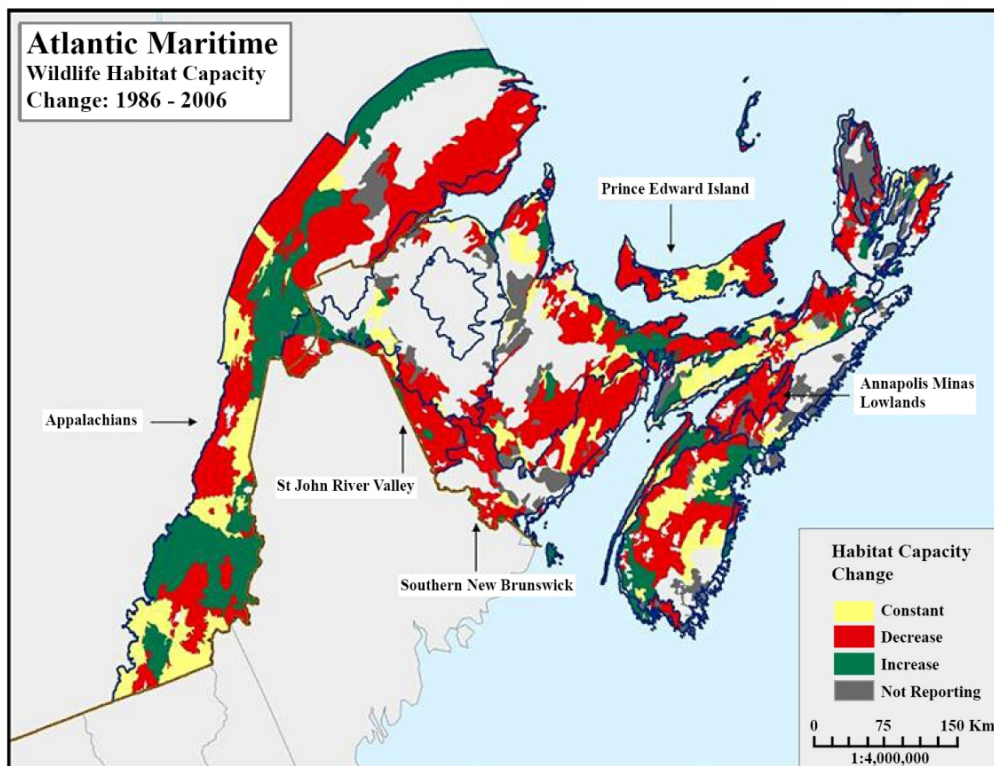 Atlantic Maritime
Wildlife Habitat Capacity
Change: 1986 - 2006
Prince Edward Island
Annapolis Minas
Lowlands
Appalachians
St John River Valley
Southern New Brunswick
Habitat Capacity
Change
Constant
Decrease
Increase
Not Reporting
0 75 150 Km
1:4,000,000